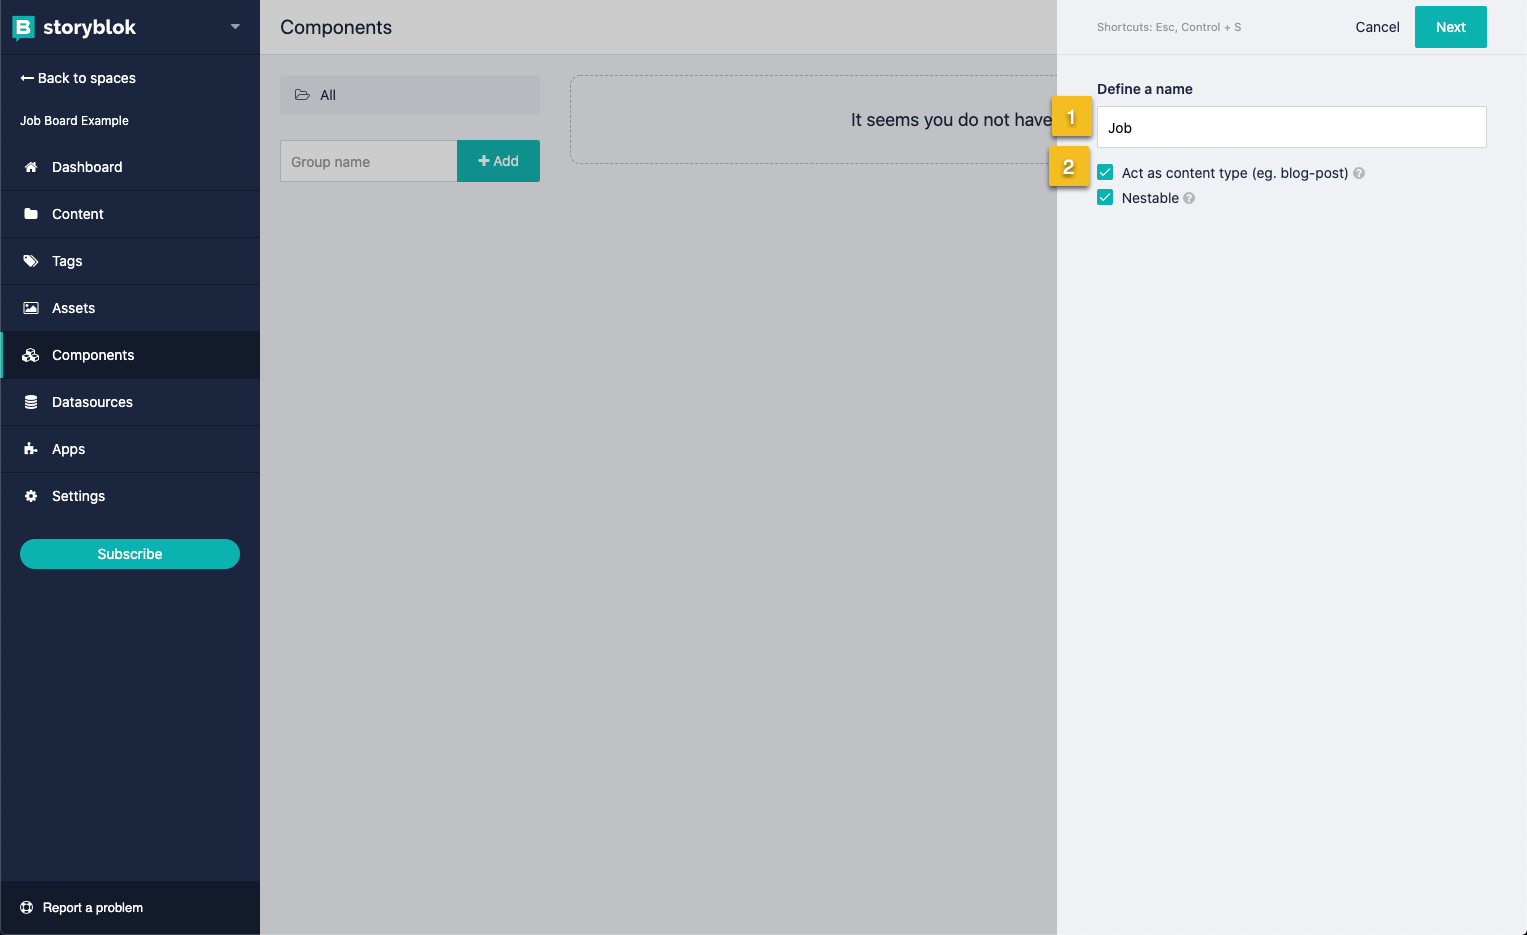 storyblok
Back to spaces
Job Board Example
Dashboard
Content
Tags
Assets
Components
Datasources
Apps
Settings
Subscribe
Report a problem
Components
All
Group name
+ Add
It seems you do not have
Shortcuts: Esc, Control + S
Cancel
Next
Define a name
1
Job
2
Act as content type (eg. blog-post) ?
Nestable ?